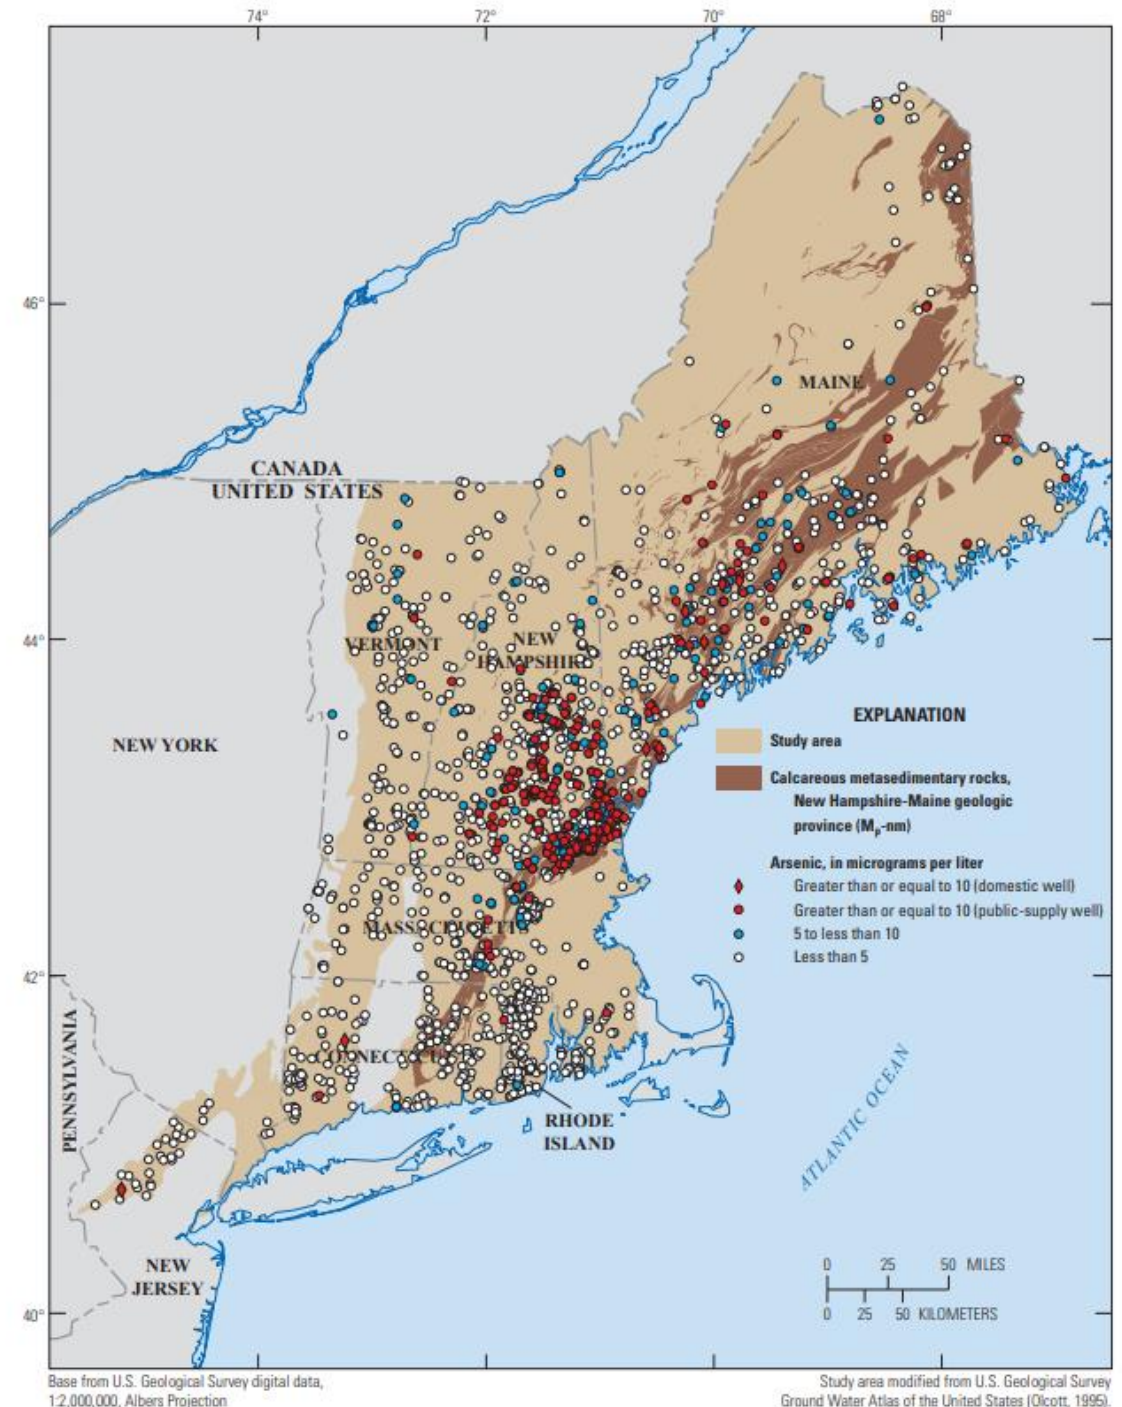 74°
72°
70°
68°
46°
MAINE
CANADA
UNITED STATES
44°
VERMONT
NEW
HAMPSHIRE
NEW YORK
EXPLANATION
Study area
Calcareous metasedimentary rocks,
New Hampshire-Maine geologic
province (Mp-nm)
Arsenic, in micrograms per liter
Greater than or equal to 10 (domestic well)
Greater than or equal to 10 (public-supply well)
5 to less than 10
Less than 5
MASSACHUSETTS
42°
PENNSYLVANIA
CONNECTICUT
RHODE
ISLAND
ATLANTIC OCEAN
NEW
JERSEY
0 25 50 MILES
0 25 50 KILOMETERS
40°
Base from U.S. Geological Survey digital data,
1:2,000,000, Albers Projection
Study area modified from U.S. Geological Survey
Ground Water Atlas of the United States (Olcott, 1995).